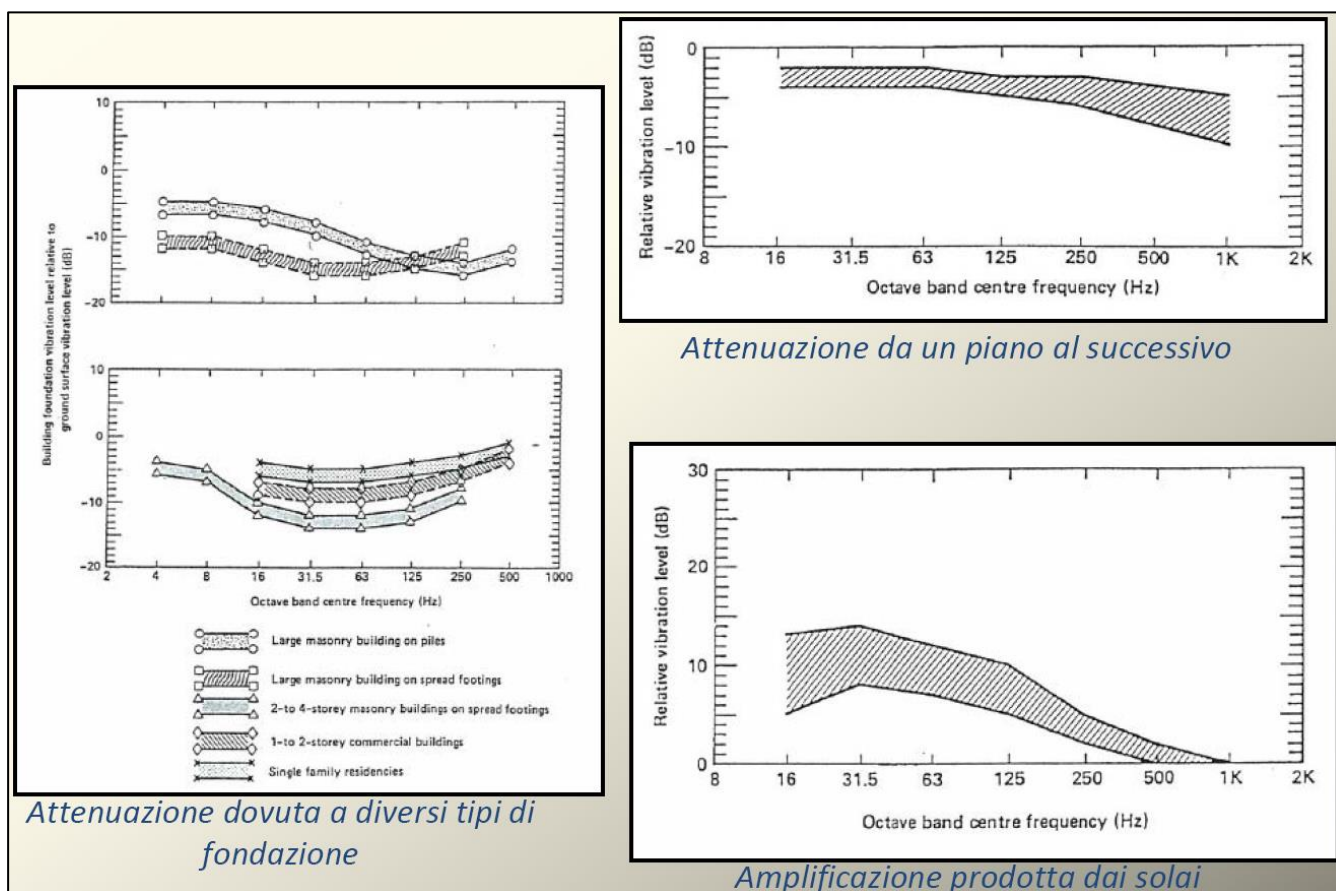 Building foundation vibration level relative to
ground surface vibration level (dB)
10
0
-10
-20
10
0
-10
-20
2 4 8 16 31.5 63 125 250 500 1000
Octave band centre frequency (Hz)
Large masonry building on piles
Large masonry building on spread footings
2-to 4-storey masonry buildings on spread footings
1-to 2-storey commercial buildings
Single family residencies
Attenuazione dovuta a diversi tipi di
fondazione
Relative vibration level (dB)
0
-10
-20
8 16 31.5 63 125 250 500 1K 2K
Octave band centre frequency (Hz)
Attenuazione da un piano al successivo
Relative vibration level (dB)
30
20
10
0
8 16 31.5 63 125 250 500 1K 2K
Octave band centre frequency (Hz)
Amplificazione prodotta dai solai